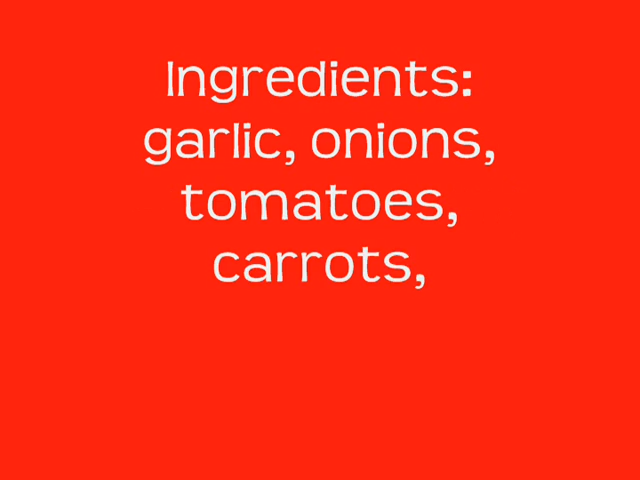 Ingredients:
garlic, onions,
tomatoes,
carrots,